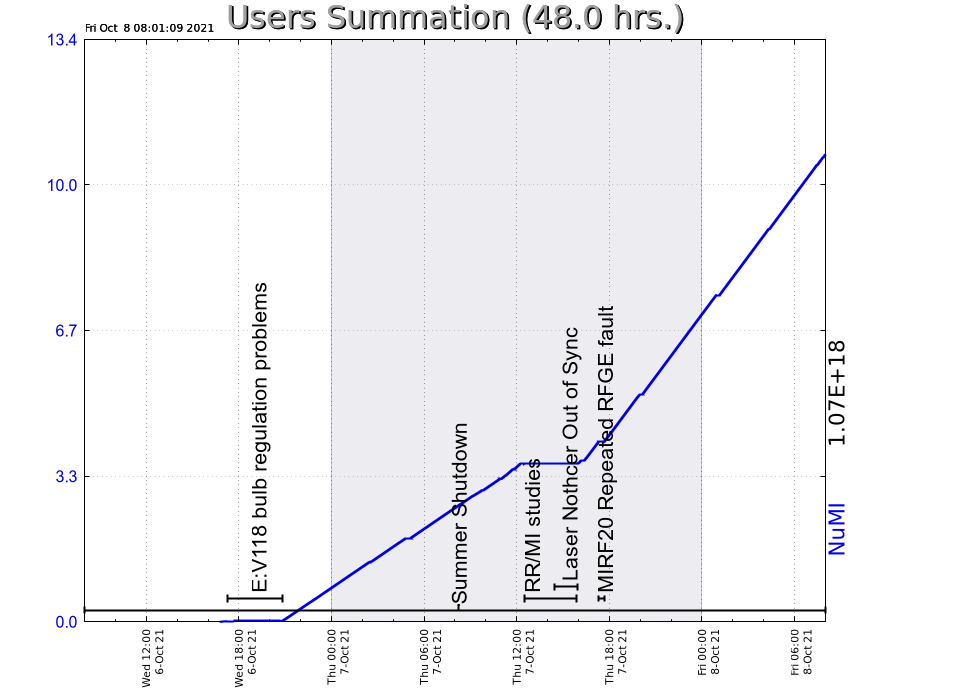 Users Summation (48.0 hrs.)
Fri Oct 8 08:01:09 2021
13.4
10.0
6.7
3.3
0.0
E:V118 bulb regulation problems
Summer Shutdown
RR/MI studies
Laser Nothcer Out of Sync
MIRF20 Repeated RFGE fault
NuMI
1.07E+18
Wed 12:00
6-Oct 21
Wed 18:00
6-Oct 21
Thu 00:00
7-Oct 21
Thu 06:00
7-Oct 21
Thu 12:00
7-Oct 21
Thu 18:00
7-Oct 21
Fri 00:00
8-Oct 21
Fri 06:00
8-Oct 21